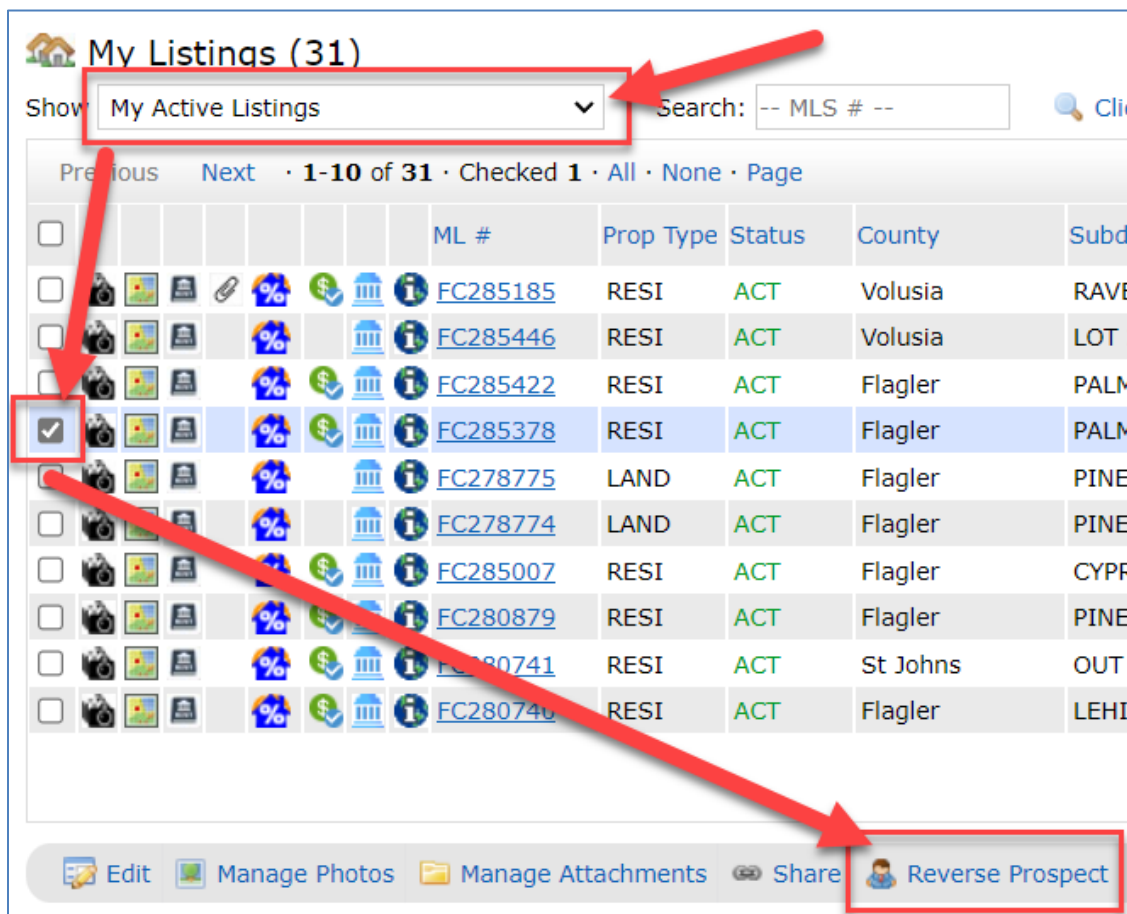 My Listings (31)
Show My Active Listings Search: -- MLS # --
Previous Next · 1-10 of 31 · Checked 1 · All · None · Page
ML # Prop Type Status County
FC285185 RESI ACT Volusia
FC285446 RESI ACT Volusia LOT
FC285422 RESI ACT Flagler
FC285378 RESI ACT Flagler
FC278775 LAND ACT Flagler
FC278774 LAND ACT Flagler
FC285007 RESI ACT Flagler
FC280879 RESI ACT Flagler
FC280741 RESI ACT St Johns OUT
FC280740 RESI ACT Flagler
Edit Manage Photos Manage Attachments Share Reverse Prospect